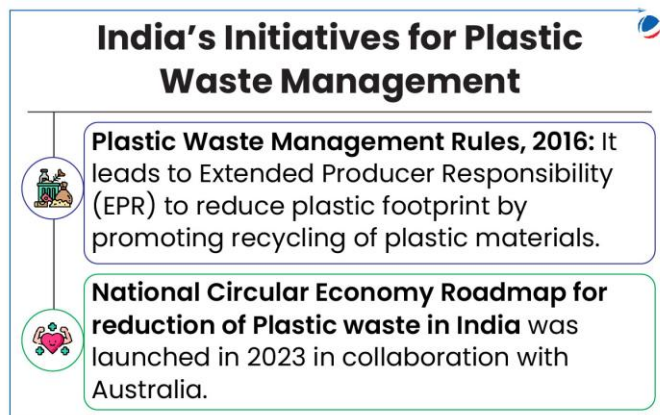 India’s Initiatives for Plastic
Waste Management
Plastic Waste Management Rules, 2016: It
leads to Extended Producer Responsibility
(EPR) to reduce plastic footprint by
promoting recycling of plastic materials.
National Circular Economy Roadmap for
reduction of Plastic waste in India was
launched in 2023 in collaboration with
Australia.